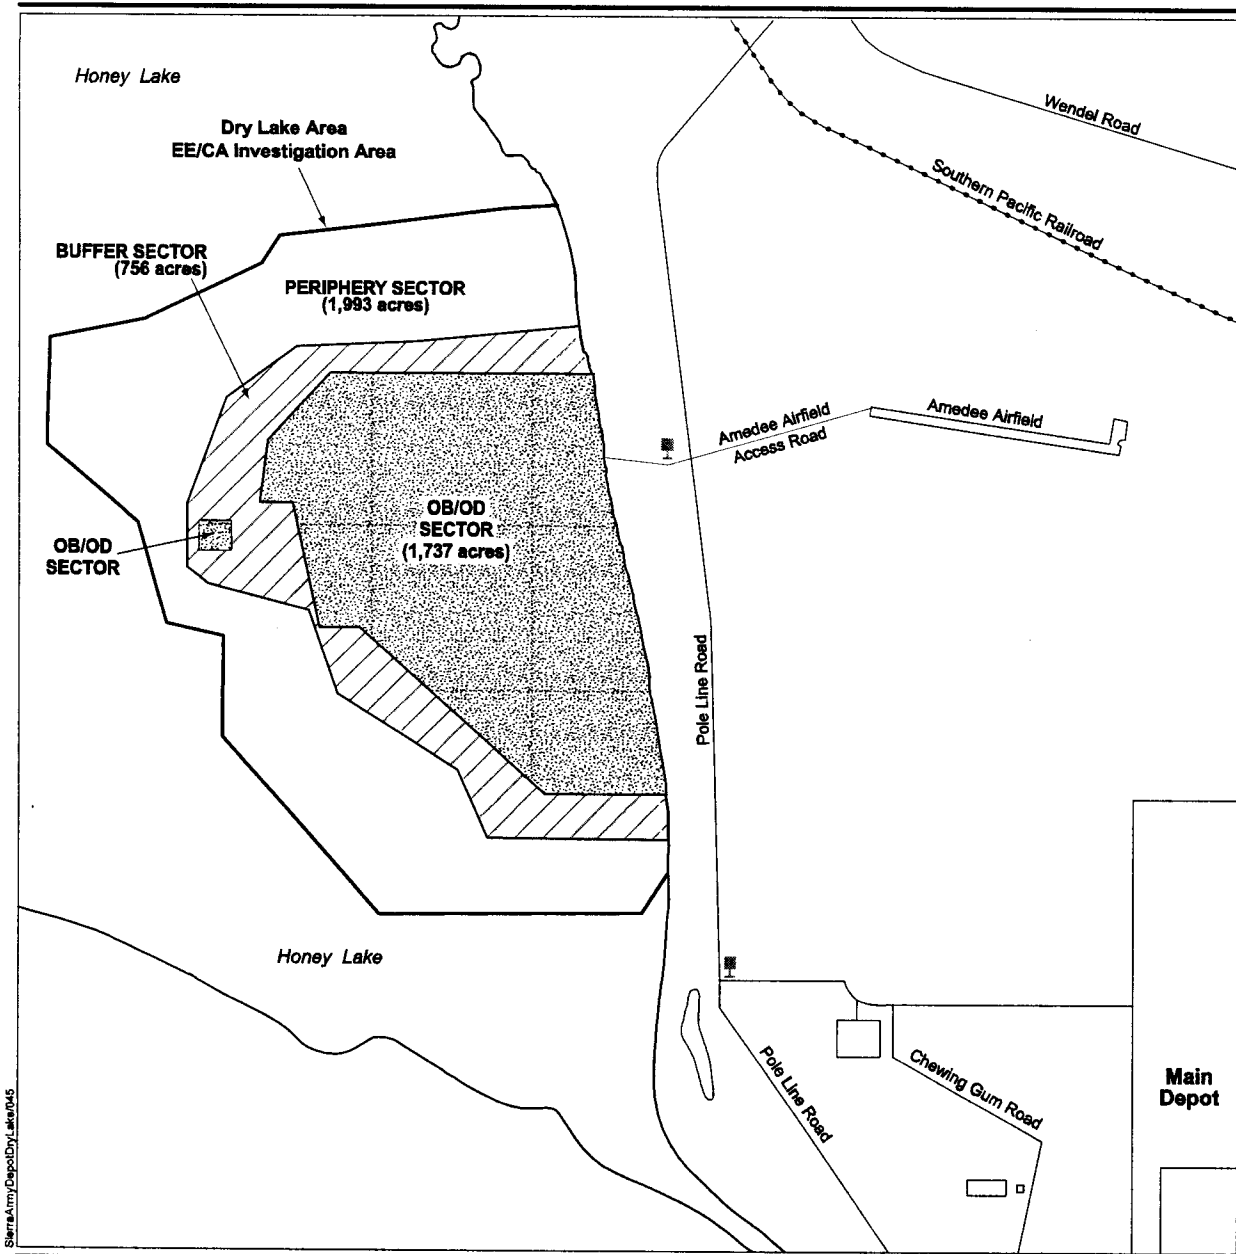 Honey Lake
Dry Lake Area
EE/CA Investigation Area
Wendel Road
Southern Pacific Railroad
BUFFER SECTOR
(756 acres)
PERIPHERY SECTOR
(1,993 acres)
Amedee Airfield
Access Road
Amedee Airfield
OB/OD
SECTOR
(1,737 acres)
OB/OD
SECTOR
Pole Line Road
Honey Lake
Pole Line Road
Chewing Gum Road
Main
Depot
SierraArmyDepotDryLake/045